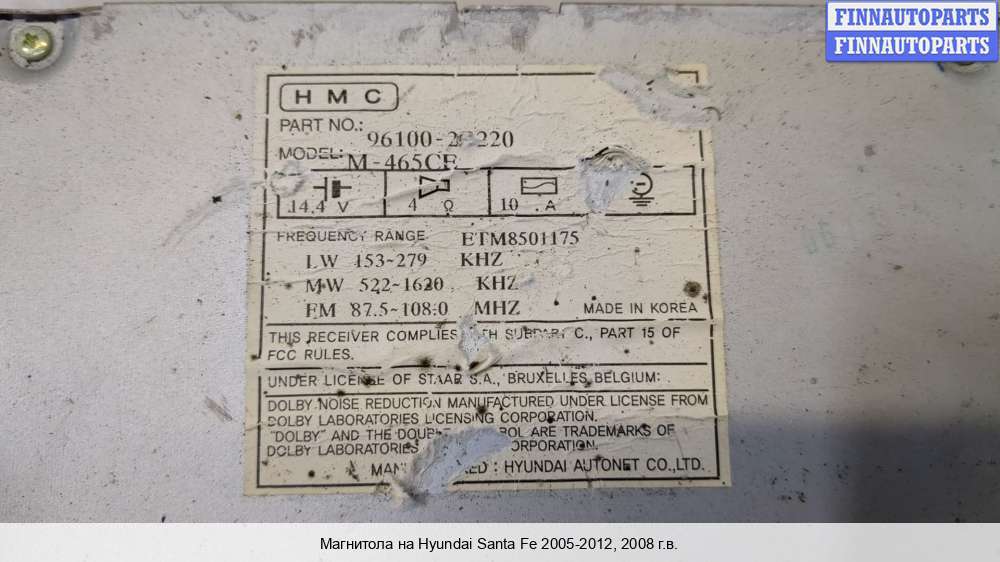 FINNAUTOPARTS
FINNAUTOPARTS
HMC
PART NO.:
MODEL: M-465CE
14.4 V 4 Ω 10 .A
FREQUENCY RANGE ETM8501175
LW 153~279 KHZ
MW 522~1620 KHZ
FM 87.5~108.0 MHZ MADE IN KOREA
THIS RECEIVER COMPLIES SUBPART C., PART 15 OF
FCC RULES.
UNDER LICENSE OF STAAR S.A., BRUXELLES BELGIUM:
DOLBY NOISE REDUCTION MANUFACTURED UNDER LICENSE FROM
DOLBY LABORATORIES LICENSING CORPORATION.
"DOLBY" AND THE ARE TRADEMARKS OF
DOLBY LABORATORIES
: HYUNDAI AUTONET CO.,LTD.
Магнитола на Hyundai Santa Fe 2005-2012, 2008 г.в.